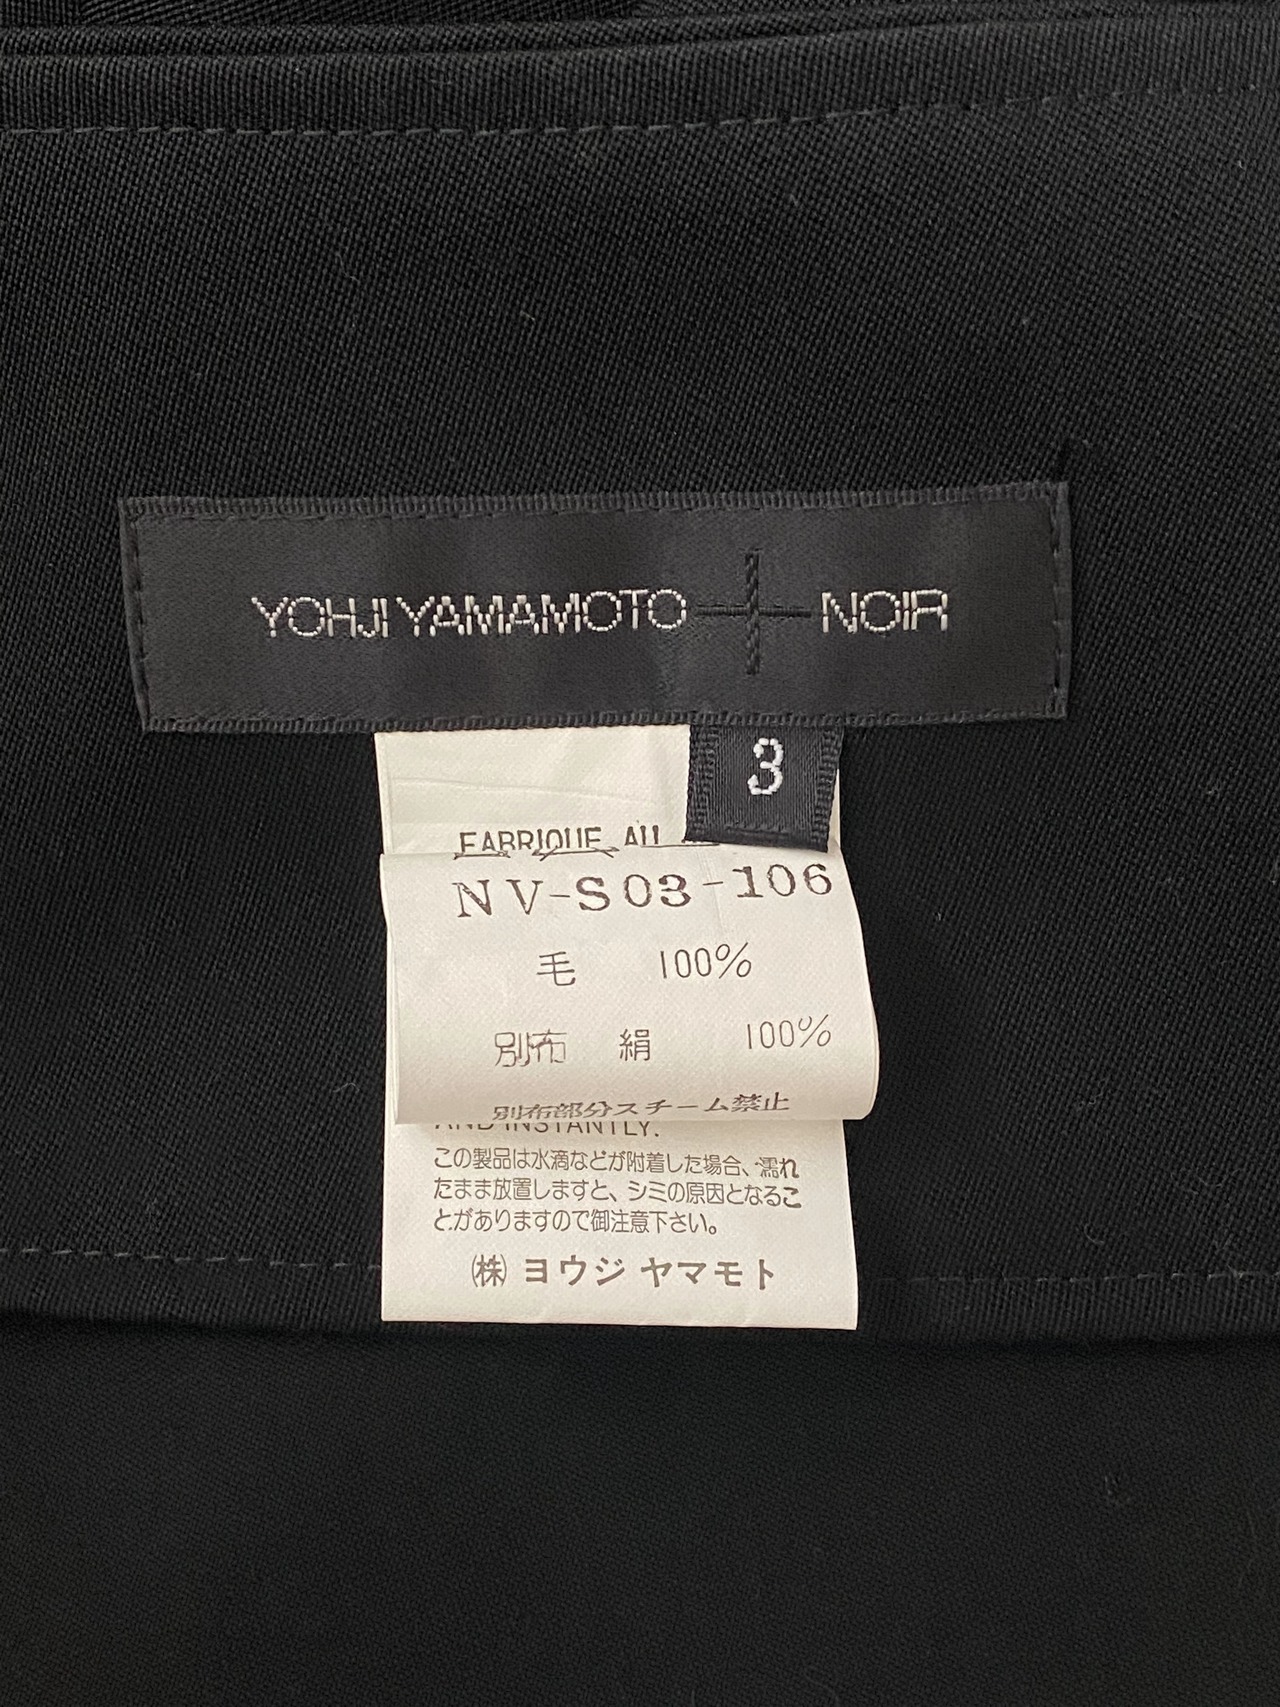 YOHJI YAMAMOTO NOIR
3
FABRIQUE AU
NV-S03-106
毛 100%
別布 絹 100%
別布部分スチーム禁止
AND INSTANTLY.
この製品は水滴などが附着した場合、濡れ
たまま放置しますと、シミの原因となるこ
とがありますので御注意下さい。
㈱ ヨウジ ヤマモト